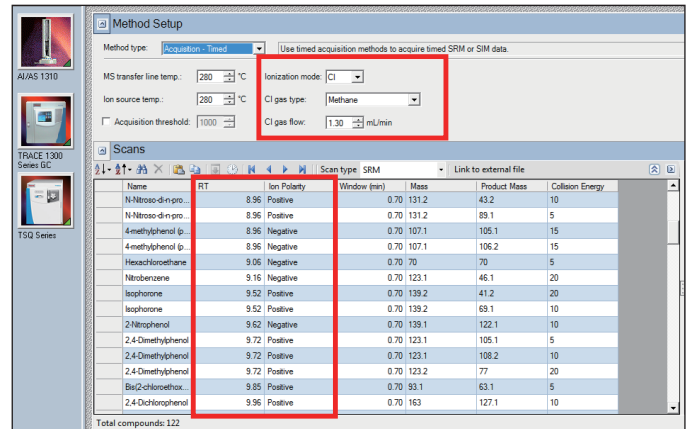 Method Setup
Method type: Acquisition - Timed Use timed acquisition methods to acquire timed SRM or SIM data.
MS transfer line temp.: 280 °C Ionization mode: CI
Ion source temp.: 280 °C CI gas type: Methane
Acquisition threshold: 1000 CI gas flow: 1.30 mL/min
AI/AS 1310
TRACE 1300
Series GC
TSQ Series
Scans
Scan type SRM Link to external file
Name RT Ion Polarity Window (min) Mass Product Mass Collision Energy
N-Nitroso-di-n-pro... 8.96 Positive 0.70 131.2 43.2 10
N-Nitroso-di-n-pro... 8.96 Positive 0.70 131.2 89.1 5
4-methylphenol (p... 8.96 Negative 0.70 107.1 105.1 15
4-methylphenol (p... 8.96 Negative 0.70 107.1 106.2 15
Hexachloroethane 9.06 Negative 0.70 70 70 5
Nitrobenzene 9.16 Negative 0.70 123.1 46.1 20
Isophorone 9.52 Positive 0.70 139.2 41.2 20
Isophorone 9.52 Positive 0.70 139.2 69.1 10
2-Nitrophenol 9.62 Negative 0.70 139.1 122.1 10
2,4-Dimethylphenol 9.72 Positive 0.70 123.1 105.1 5
2,4-Dimethylphenol 9.72 Positive 0.70 123.1 108.2 10
2,4-Dimethylphenol 9.72 Positive 0.70 123.2 77 20
Bis(2-chloroethox... 9.85 Positive 0.70 93.1 63.1 5
2,4-Dichlorophenol 9.96 Positive 0.70 163 127.1 10
Total compounds: 122